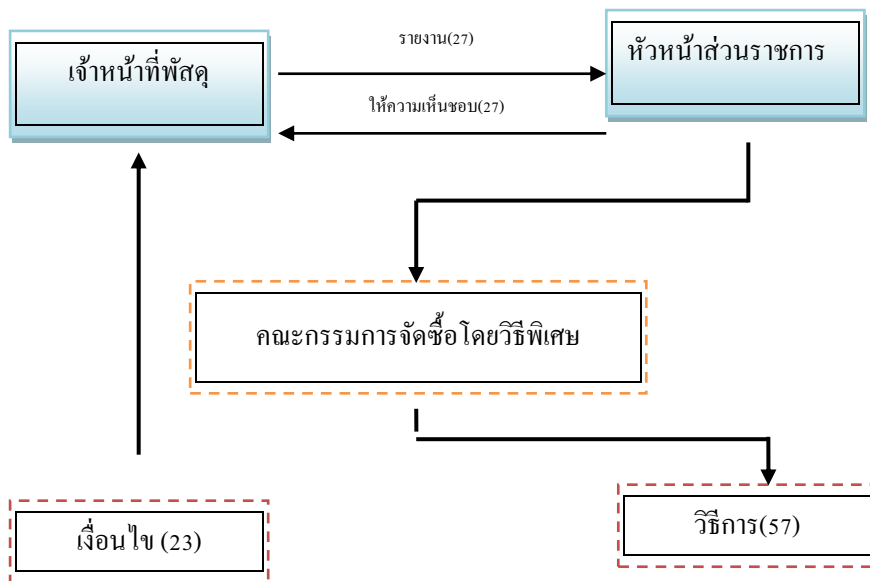 รายงาน(27)
เจ้าหน้าที่พัสดุ
หัวหน้าส่วนราชการ
ให้ความเห็นชอบ(27)
คณะกรรมการจัดซื้อโดยวิธีพิเศษ
เงื่อนไข (23)
วิธีการ(57)